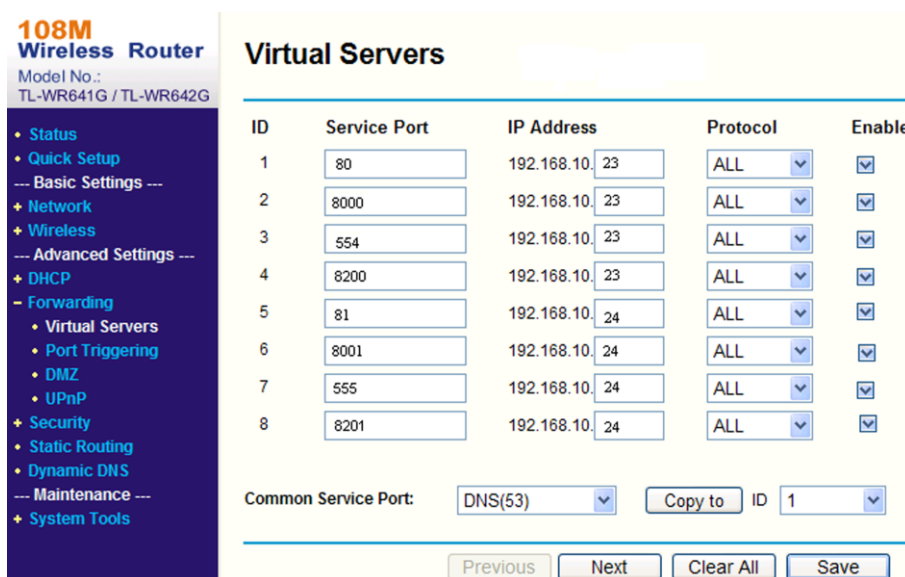 108M
Wireless Router
Model No.:
TL-WR641G / TL-WR642G
• Status
• Quick Setup
--- Basic Settings ---
+ Network
+ Wireless
--- Advanced Settings ---
+ DHCP
– Forwarding
• Virtual Servers
• Port Triggering
• DMZ
• UPnP
+ Security
• Static Routing
• Dynamic DNS
--- Maintenance ---
+ System Tools
Virtual Servers
ID Service Port IP Address Protocol Enable
1 80 192.168.10. 23 ALL
2 8000 192.168.10. 23 ALL
3 554 192.168.10. 23 ALL
4 8200 192.168.10. 23 ALL
5 81 192.168.10. 24 ALL
6 8001 192.168.10. 24 ALL
7 555 192.168.10. 24 ALL
8 8201 192.168.10. 24 ALL
Common Service Port: DNS(53) Copy to ID 1
Previous Next Clear All Save